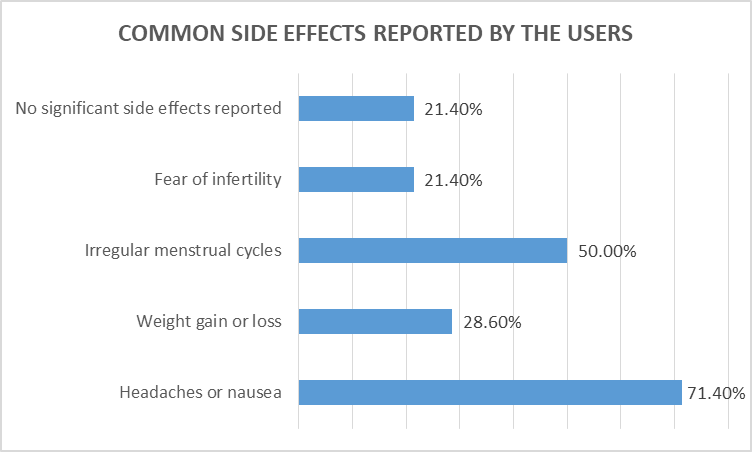 COMMON SIDE EFFECTS REPORTED BY THE USERS
No significant side effects reported 21.40%
Fear of infertility 21.40%
Irregular menstrual cycles 50.00%
Weight gain or loss 28.60%
Headaches or nausea 71.40%